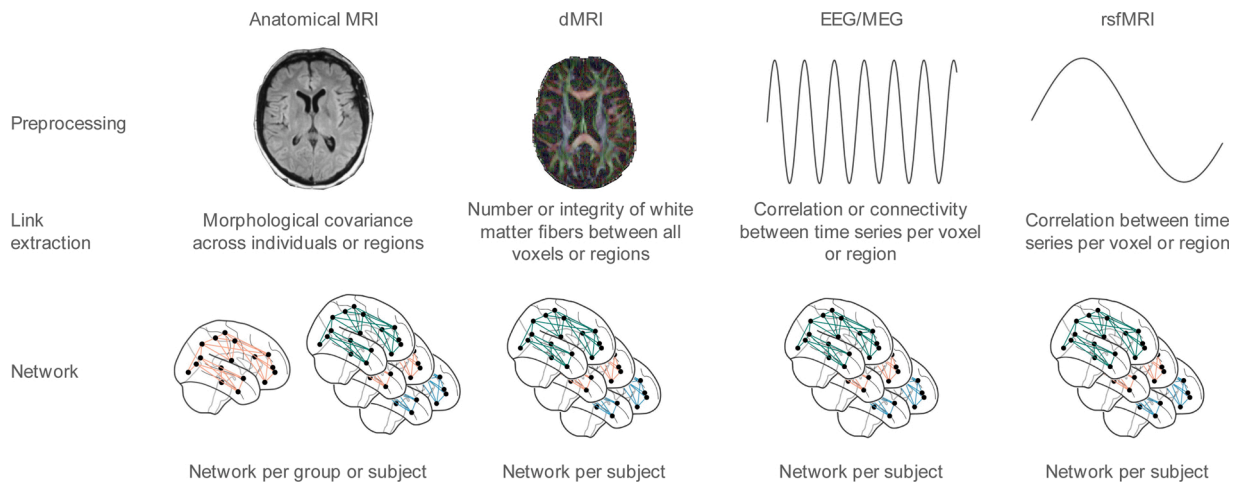 Anatomical MRI
dMRI
EEG/MEG
rsfMRI
Preprocessing
Link
extraction
Morphological covariance
across individuals or regions
Number or integrity of white
matter fibers between all
voxels or regions
Correlation or connectivity
between time series per voxel
or region
Correlation between time
series per voxel or region
Network
Network per group or subject
Network per subject
Network per subject
Network per subject